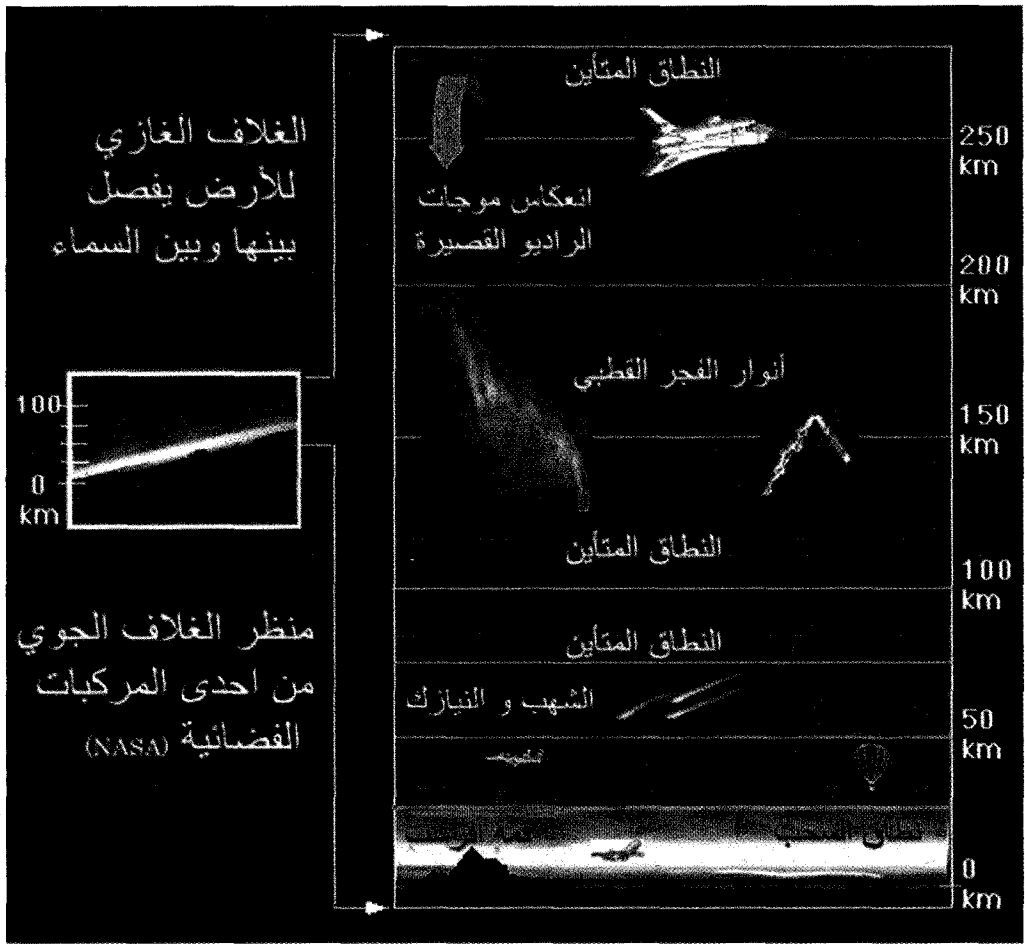 النطاق المتأين
250
km
انعكاس موجات
الراديو القصيرة
200
km
أنوار الفجر القطبي
150
km
النطاق المتأين
100
km
النطاق المتأين
الشهب و النيازك
50
km
نطاق السحب
0
km
الغلاف الغازي
للأرض يفصل
بينها وبين السماء
100
0
km
منظر الغلاف الجوي
من احدى المركبات
الفضائية (NASA)